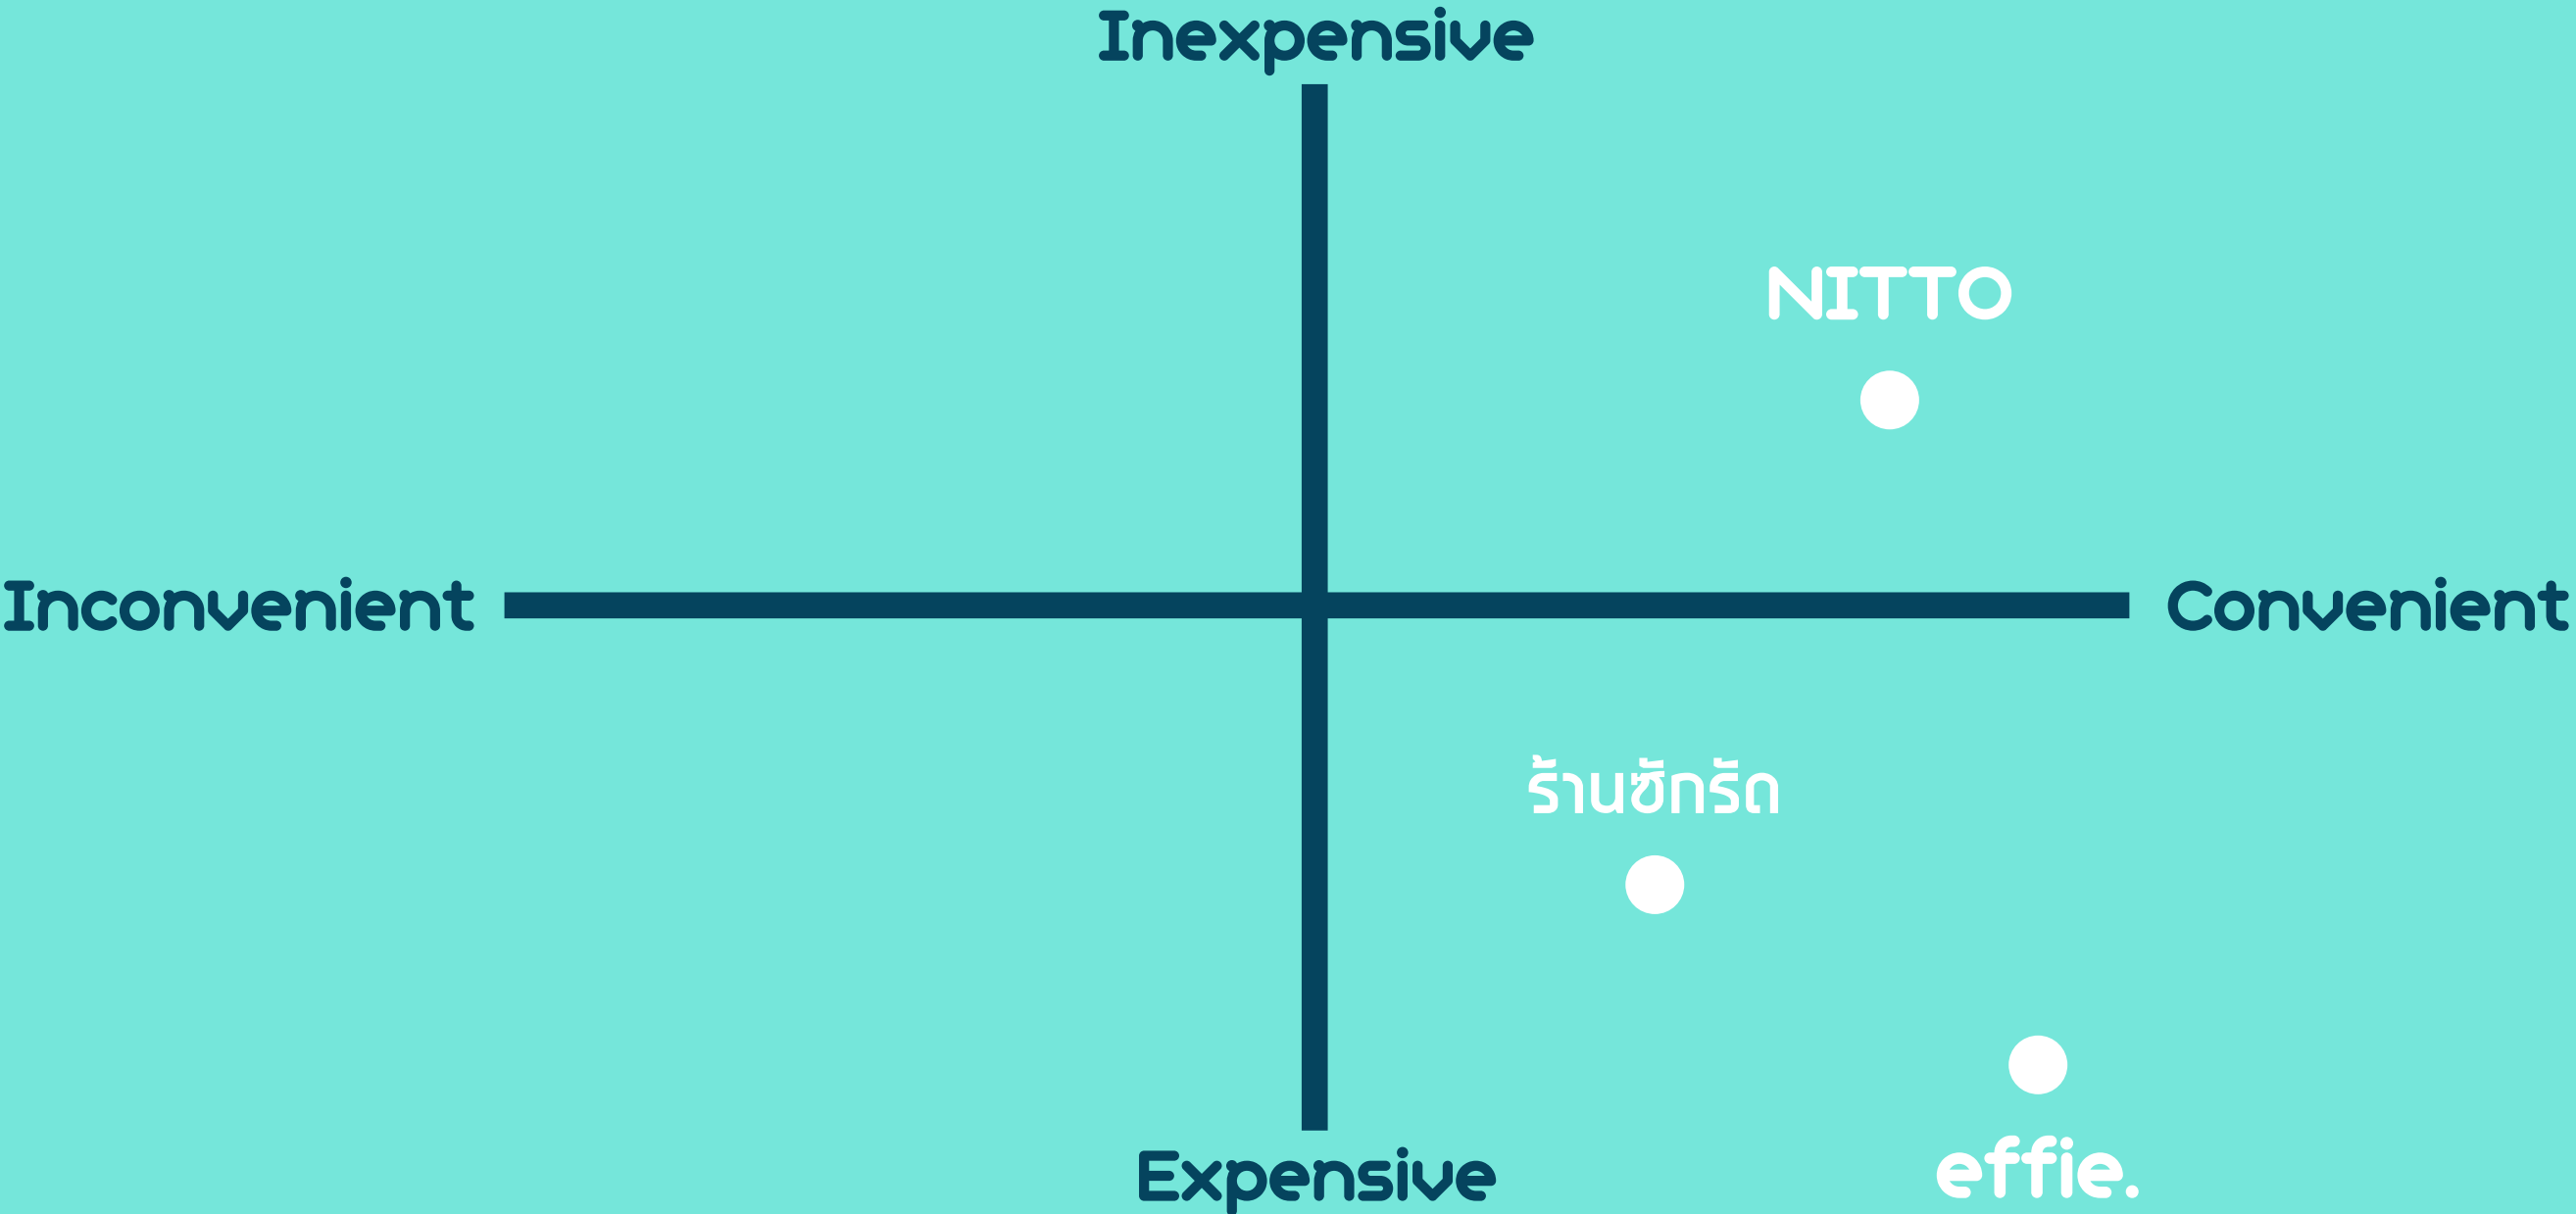 Inexpensive
NITTO
Inconvenient
Convenient
ร้านซักรีด
effie.
Expensive